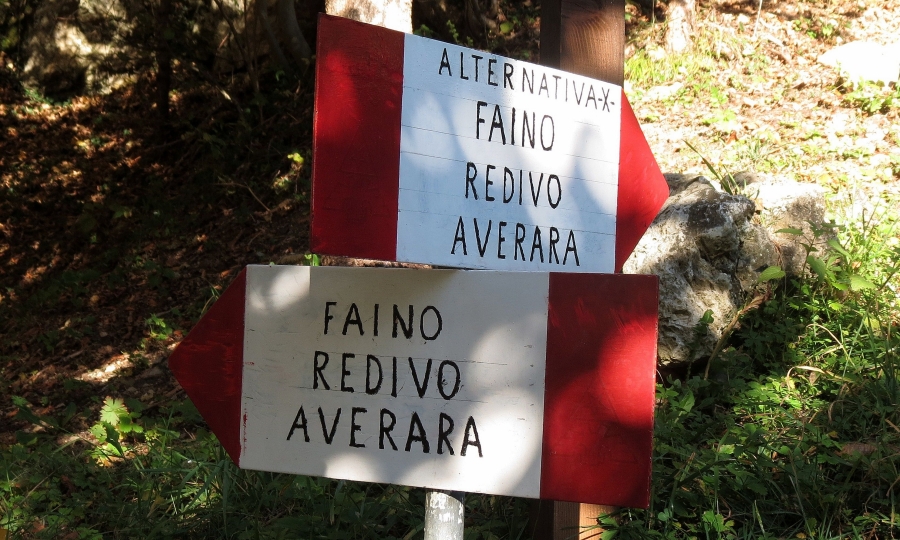 ALTERNATIVA-X-
FAINO
REDIVO
AVERARA
FAINO
REDIVO
AVERARA